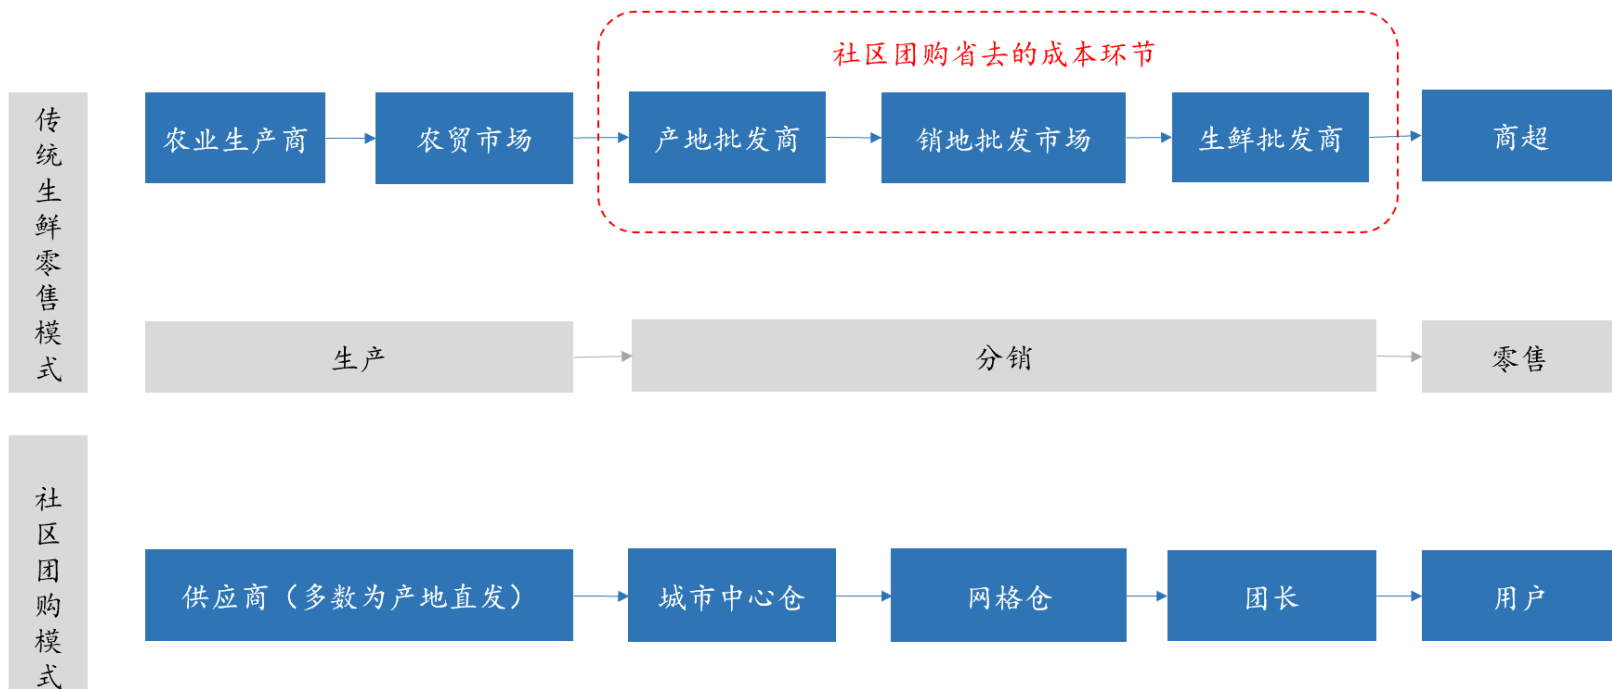 社区团购省去的成本环节
传统生鲜零售模式
农业生产商
农贸市场
产地批发商
销地批发市场
生鲜批发商
商超
生产
分销
零售
社区团购模式
供应商（多数为产地直发）
城市中心仓
网格仓
团长
用户